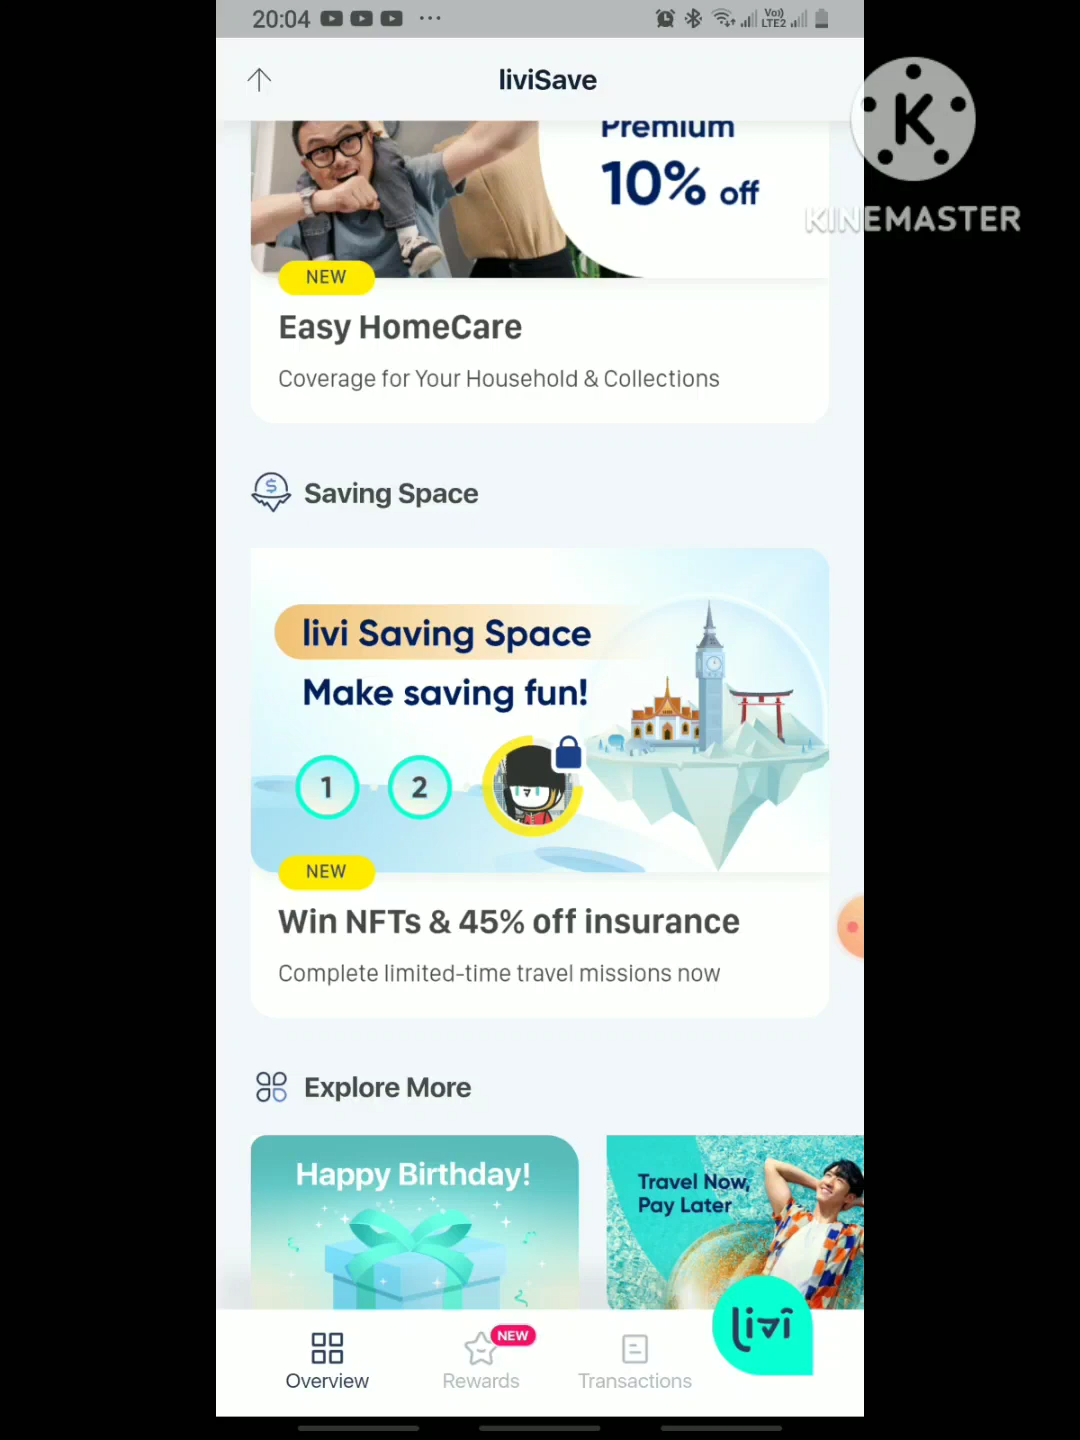 20:04
Vo))
LTE2
liviSave
K
KINEMASTER
Premium
10% off
NEW
Easy HomeCare
Coverage for Your Household & Collections
$
Saving Space
livi Saving Space
Make saving fun!
1
2
NEW
Win NFTs & 45% off insurance
Complete limited-time travel missions now
Explore More
Happy Birthday!
Travel Now,
Pay Later
livi
NEW
Overview
Rewards
Transactions